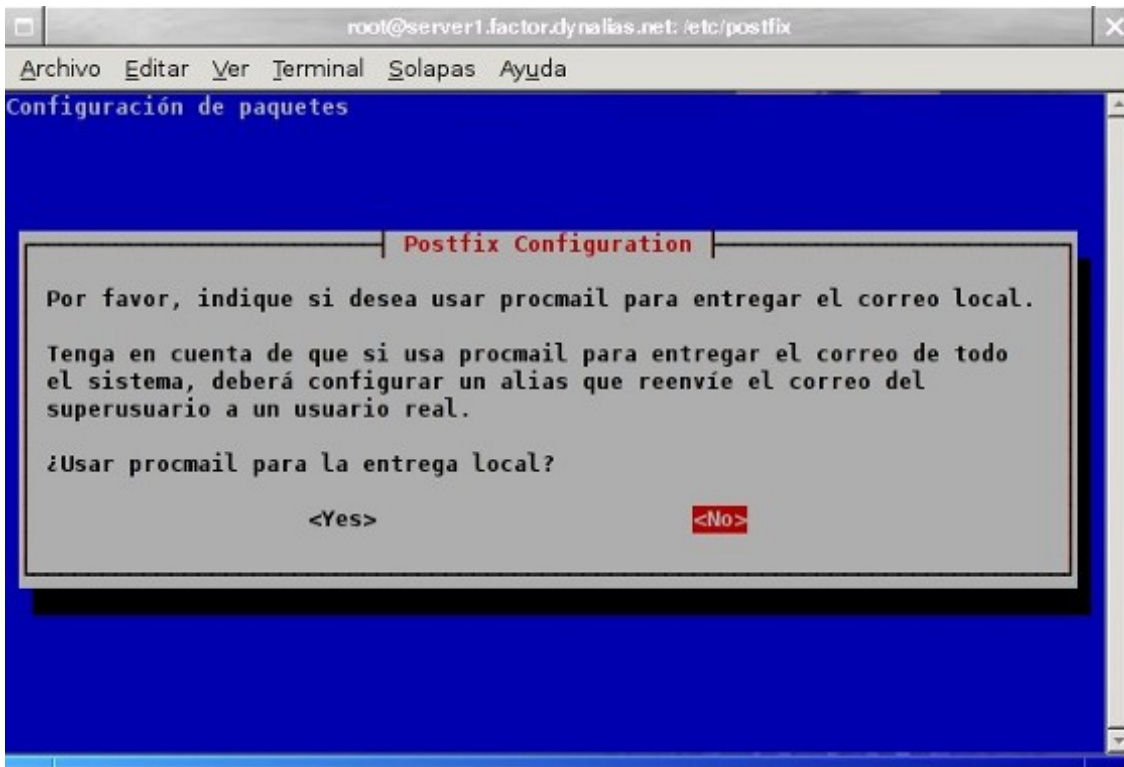 root@server1.factor.dynalias.net: /etc/postfix
Archivo Editar Ver Terminal Solapas Ayuda
Configuración de paquetes
Postfix Configuration
Por favor, indique si desea usar procmail para entregar el correo local.
Tenga en cuenta de que si usa procmail para entregar el correo de todo
el sistema, deberá configurar un alias que reenvíe el correo del
superusuario a un usuario real.
¿Usar procmail para la entrega local?
<Yes> <No>